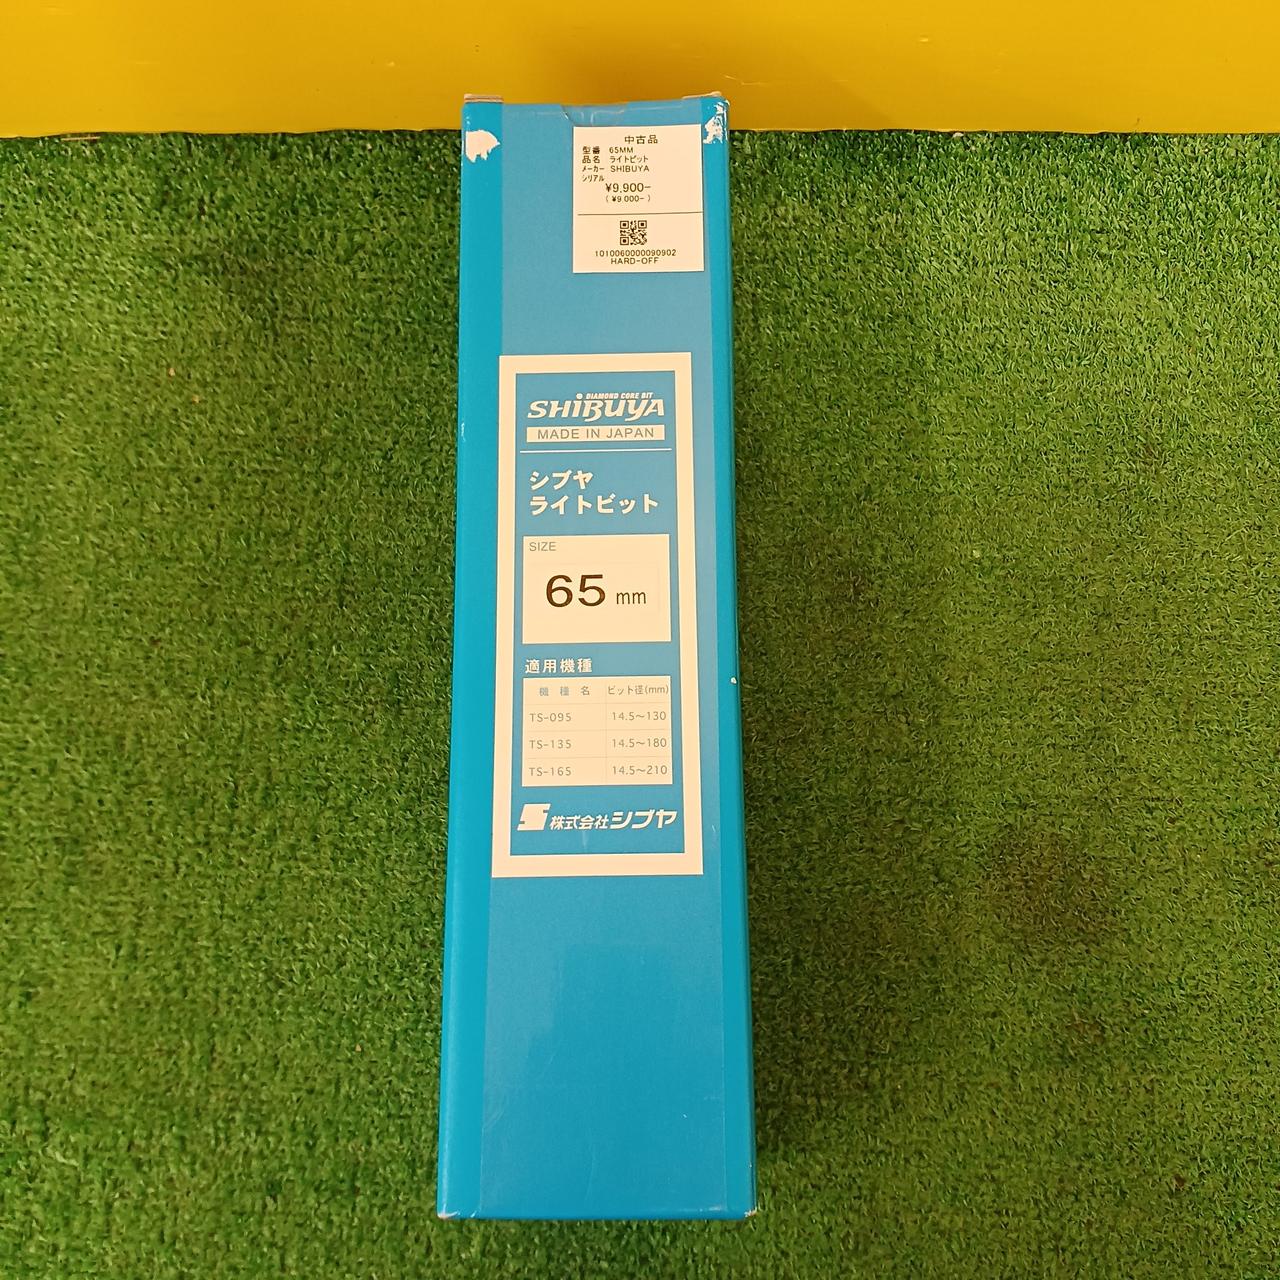 中古品
型番 65MM
品名 ライトビット
メーカー SHIBUYA
シリアル
¥9,900-
( ¥9,000- )
1010060000090902
HARD-OFF
DIAMOND CORE BIT
SHIBUYA
MADE IN JAPAN
シブヤ
ライトビット
SIZE
65 mm
適用機種
機種名 ビット径(mm)
TS-095 14.5～130
TS-135 14.5～180
TS-165 14.5～210
株式会社シブヤ